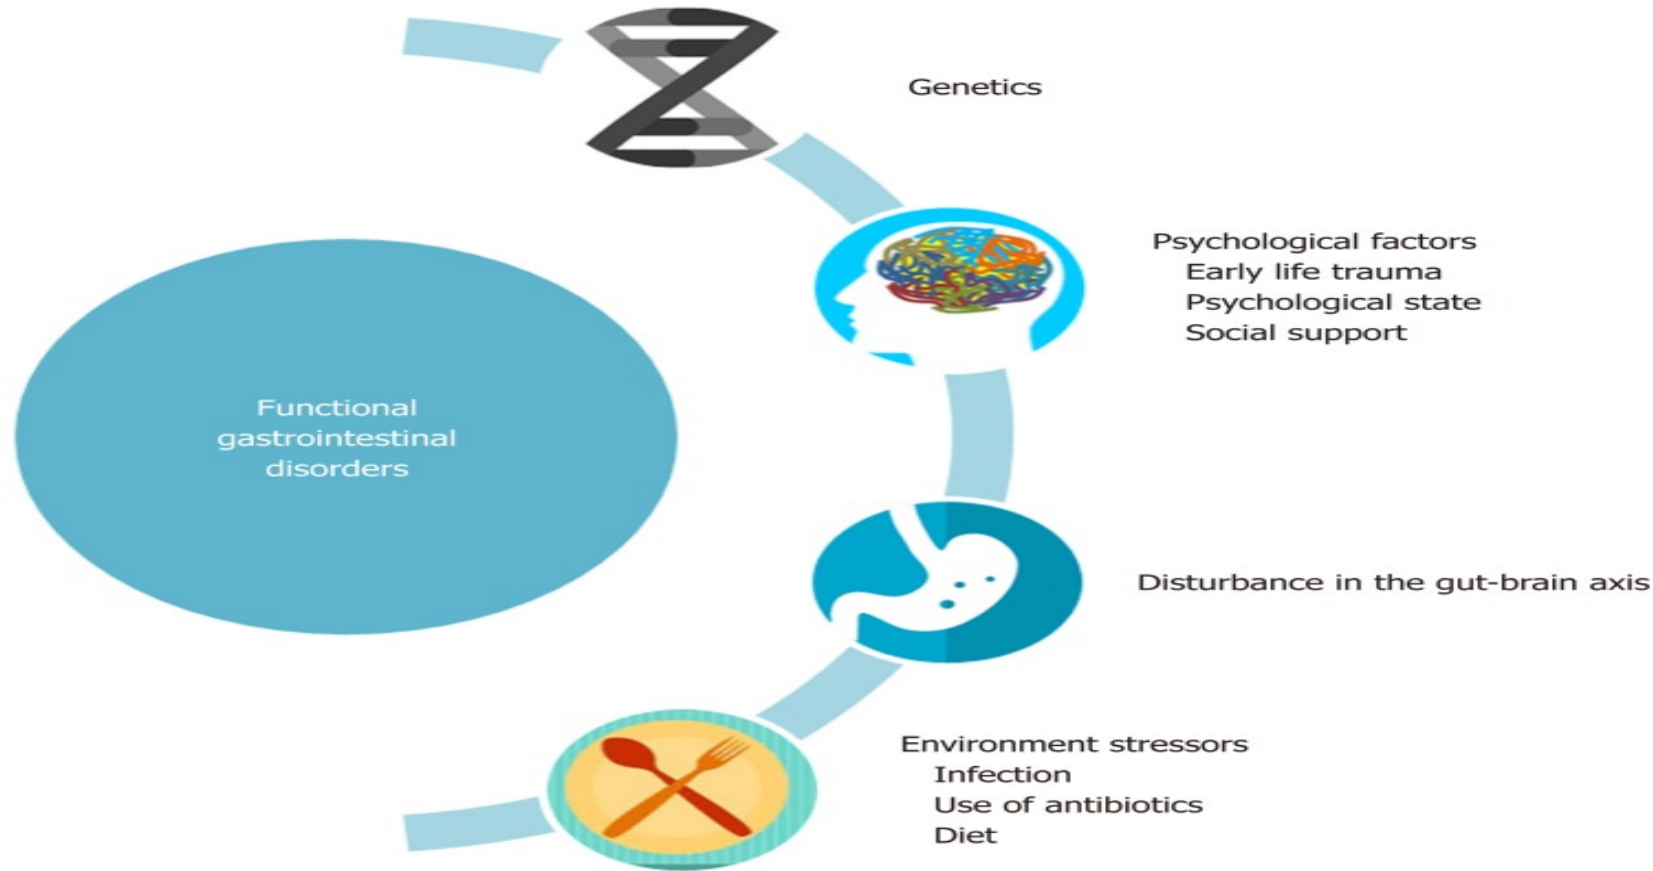 Genetics
Psychological factors
Early life trauma
Psychological state
Social support
Functional
gastrointestinal
disorders
Disturbance in the gut-brain axis
Environment stressors
Infection
Use of antibiotics
Diet